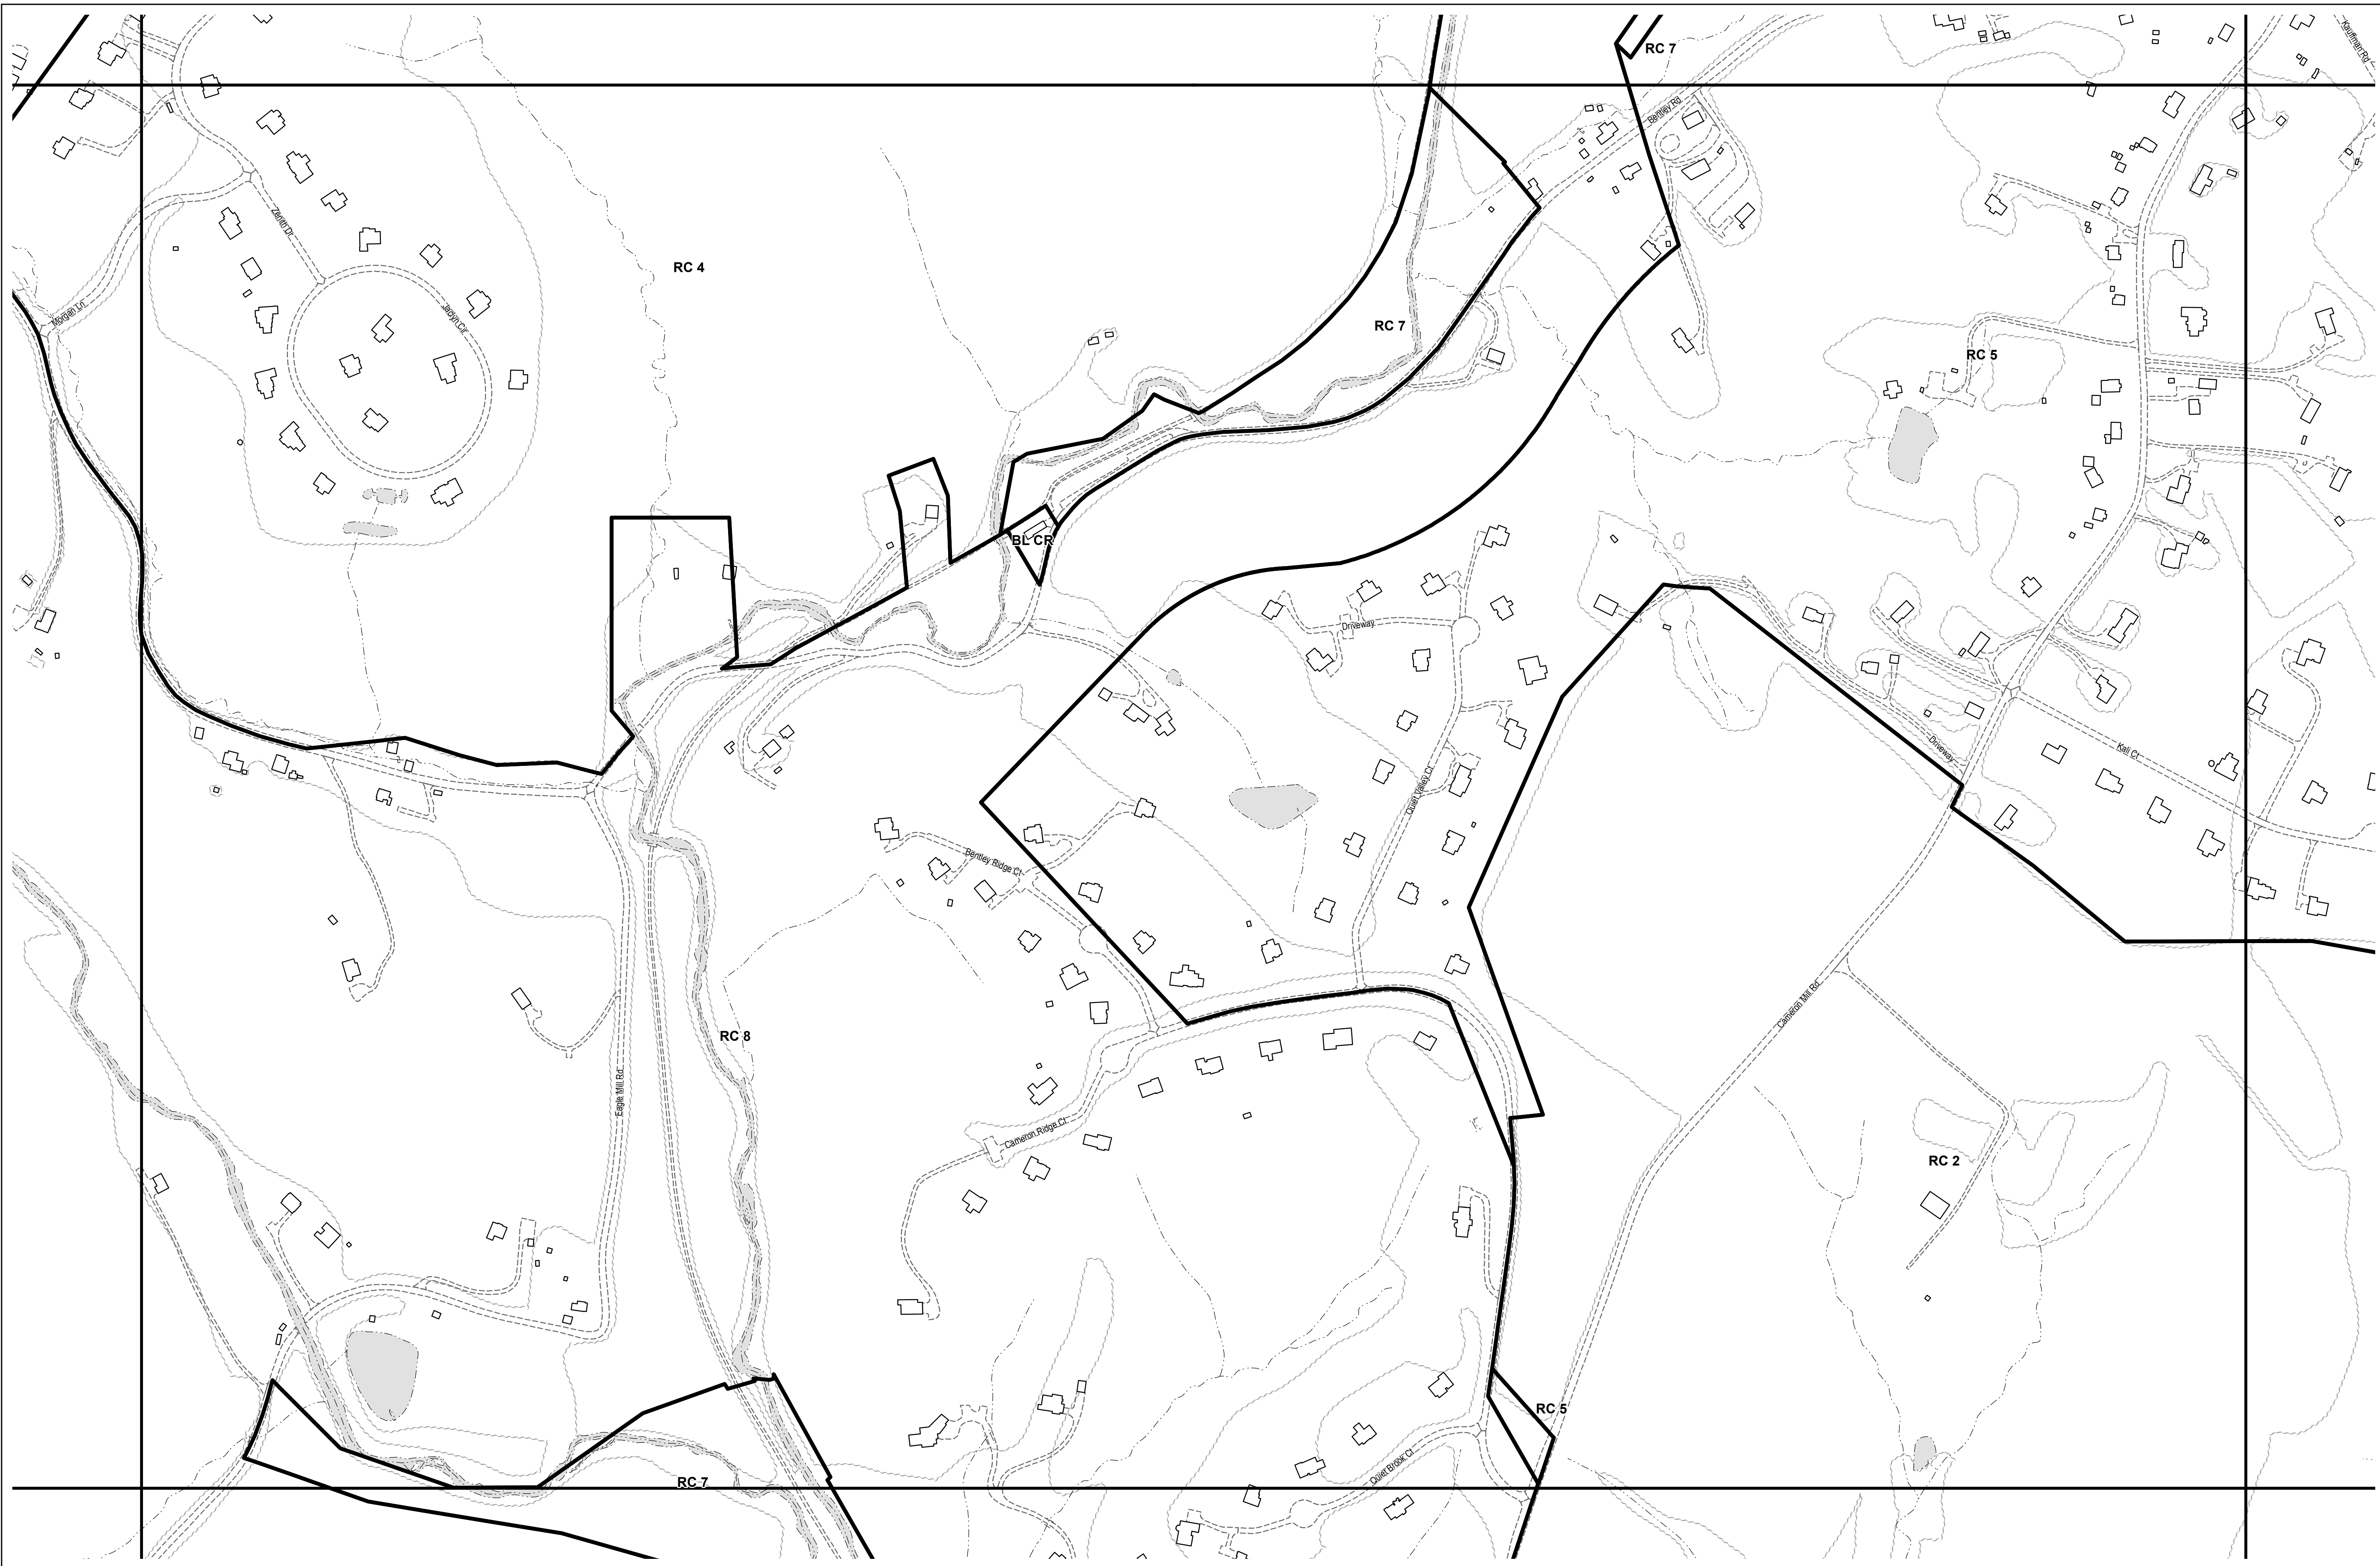 RC 7
Kauffman Rd
Bentley Rd
Zenith Dr
RC 4
Morgan Ln
Jaclyn Cir
RC 7
RC 5
BL CR
Driveway
Quiet Valley Ct
Driveway
Kali Ct
Bentley Ridge Ct
Cameron Mill Rd
RC 8
Eagle Mill Rd
Cameron Ridge Ct
RC 2
RC 5
Quiet Brook Ct
RC 7